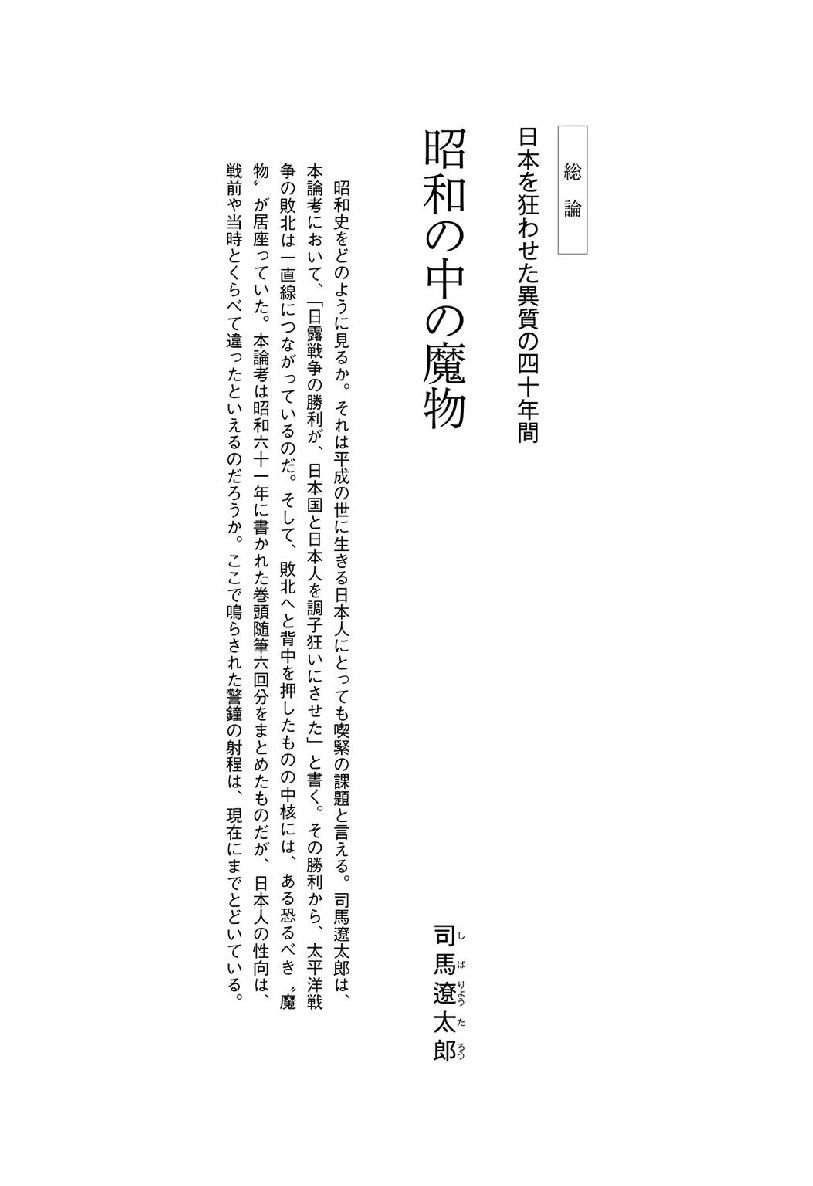 総論
日本を狂わせた異質の四十年間
昭和の中の魔物
司馬遼太郎
しばりょうたろう
昭和史をどのように見るか。それは平成の世に生きる日本人にとっても喫緊の課題と言える。司馬遼太郎は、
本論考において、「日露戦争の勝利が、日本国と日本人を調子狂いにさせた」と書く。その勝利から、太平洋戦
争の敗北は一直線につながっているのだ。そして、敗北へと背中を押したものの中核には、ある恐るべき〝魔
物〟が居座っていた。本論考は昭和六十一年に書かれた巻頭随筆六回分をまとめたものだが、日本人の性向は、
戦前や当時とくらべて違ったといえるのだろうか。ここで鳴らされた警鐘の射程は、現在にまでとどいている。